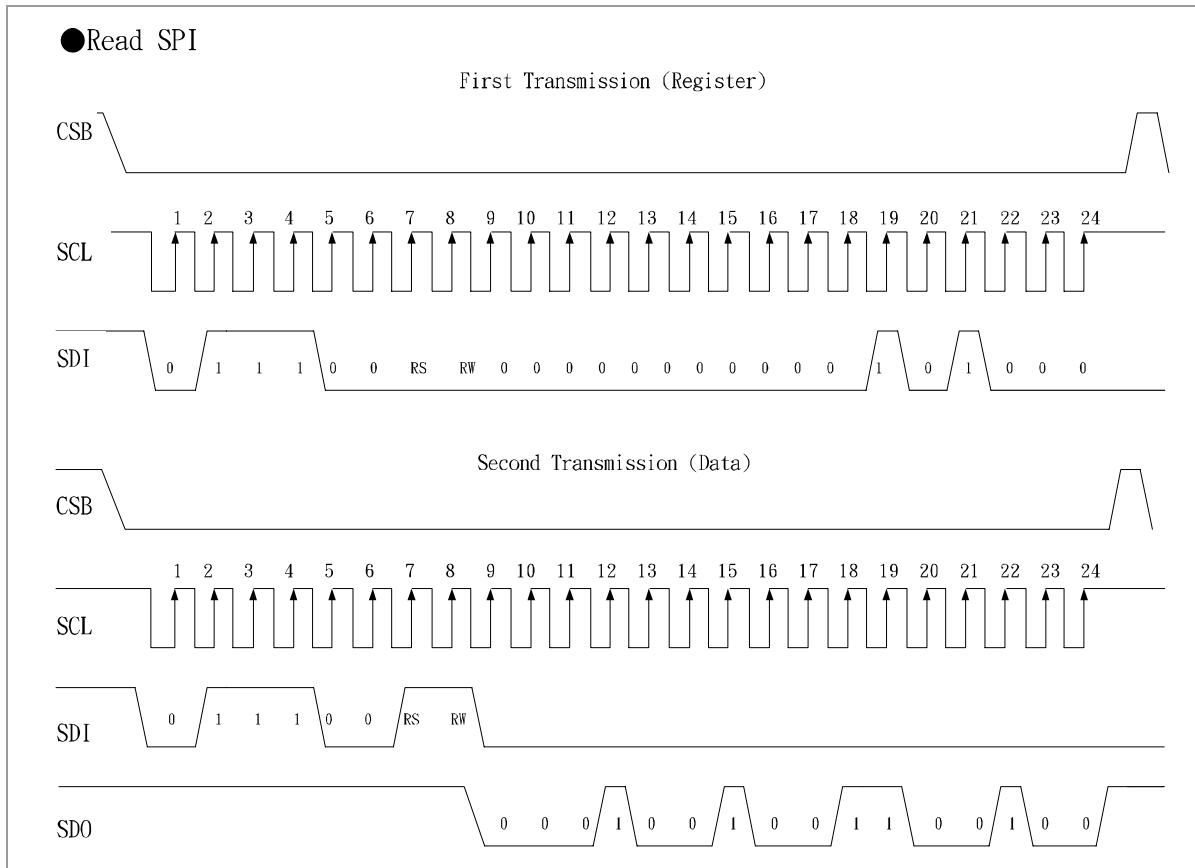 ●Read SPI
First Transmission (Register)
CSB
1 2 3 4 5 6 7 8 9 10 11 12 13 14 15 16 17 18 19 20 21 22 23 24
SCL
SDI 0 1 1 1 0 0 RS RW 0 0 0 0 0 0 0 0 0 0 1 0 1 0 0 0
Second Transmission (Data)
CSB
1 2 3 4 5 6 7 8 9 10 11 12 13 14 15 16 17 18 19 20 21 22 23 24
SCL
SDI 0 1 1 1 0 0 RS RW
SDO 0 0 0 1 0 0 1 0 0 1 1 0 0 1 0 0